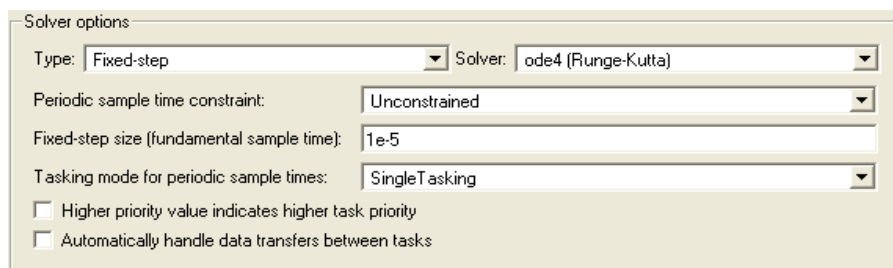 Solver options
Type: Fixed-step Solver: ode4 (Runge-Kutta)
Periodic sample time constraint: Unconstrained
Fixed-step size (fundamental sample time): 1e-5
Tasking mode for periodic sample times: SingleTasking
Higher priority value indicates higher task priority
Automatically handle data transfers between tasks